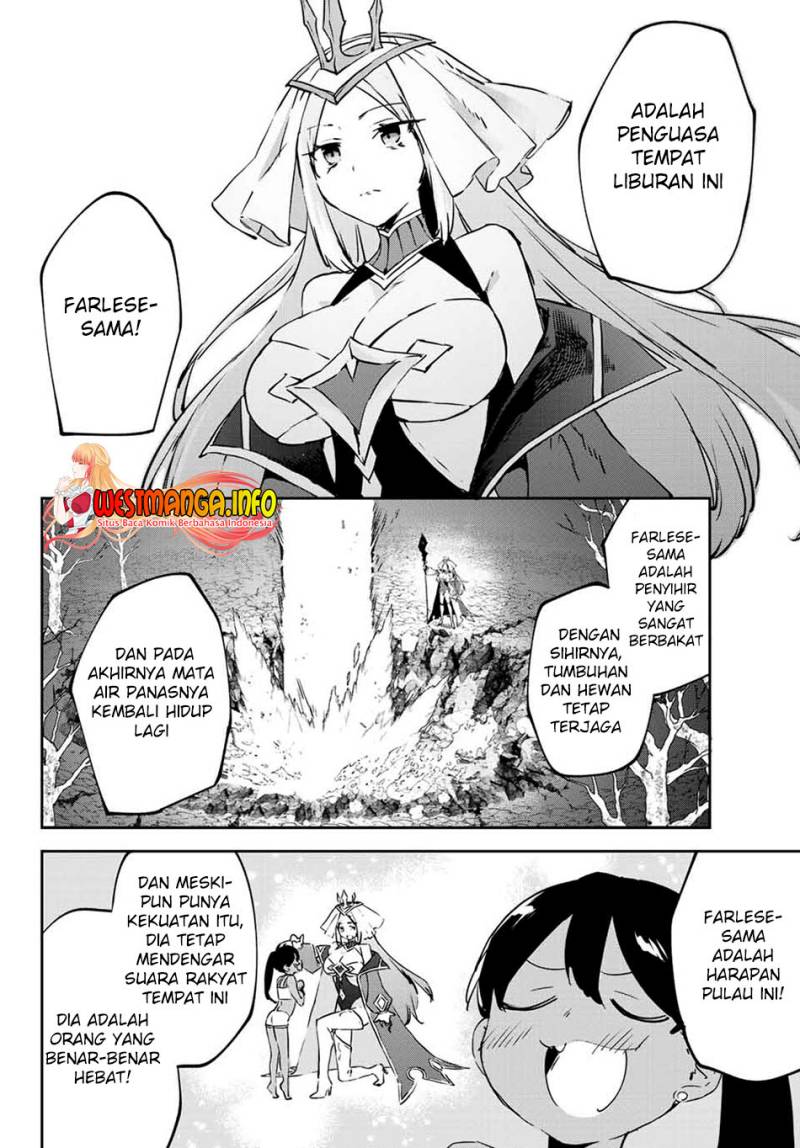 ADALAH
PENGUASA
TEMPAT
LIBURAN INI
FARLESE-
SAMA!
WESTMANGA.INFO
Situs Baca Komik Berbahasa Indonesia
FARLESE-
SAMA
ADALAH
PENYIHIR
YANG
SANGAT
BERBAKAT
DENGAN
SIHIRNYA,
TUMBUHAN
DAN HEWAN
TETAP
TERJAGA
DAN PADA
AKHIRNYA MATA
AIR PANASNYA
KEMBALI HIDUP
LAGI
FARLESE-
SAMA
ADALAH
HARAPAN
PULAU INI!
DAN MESKI-
PUN PUNYA
KEKUATAN ITU,
DIA TETAP
MENDENGAR
SUARA RAKYAT
TEMPAT INI
DIA ADALAH
ORANG YANG
BENAR-BENAR
HEBAT!